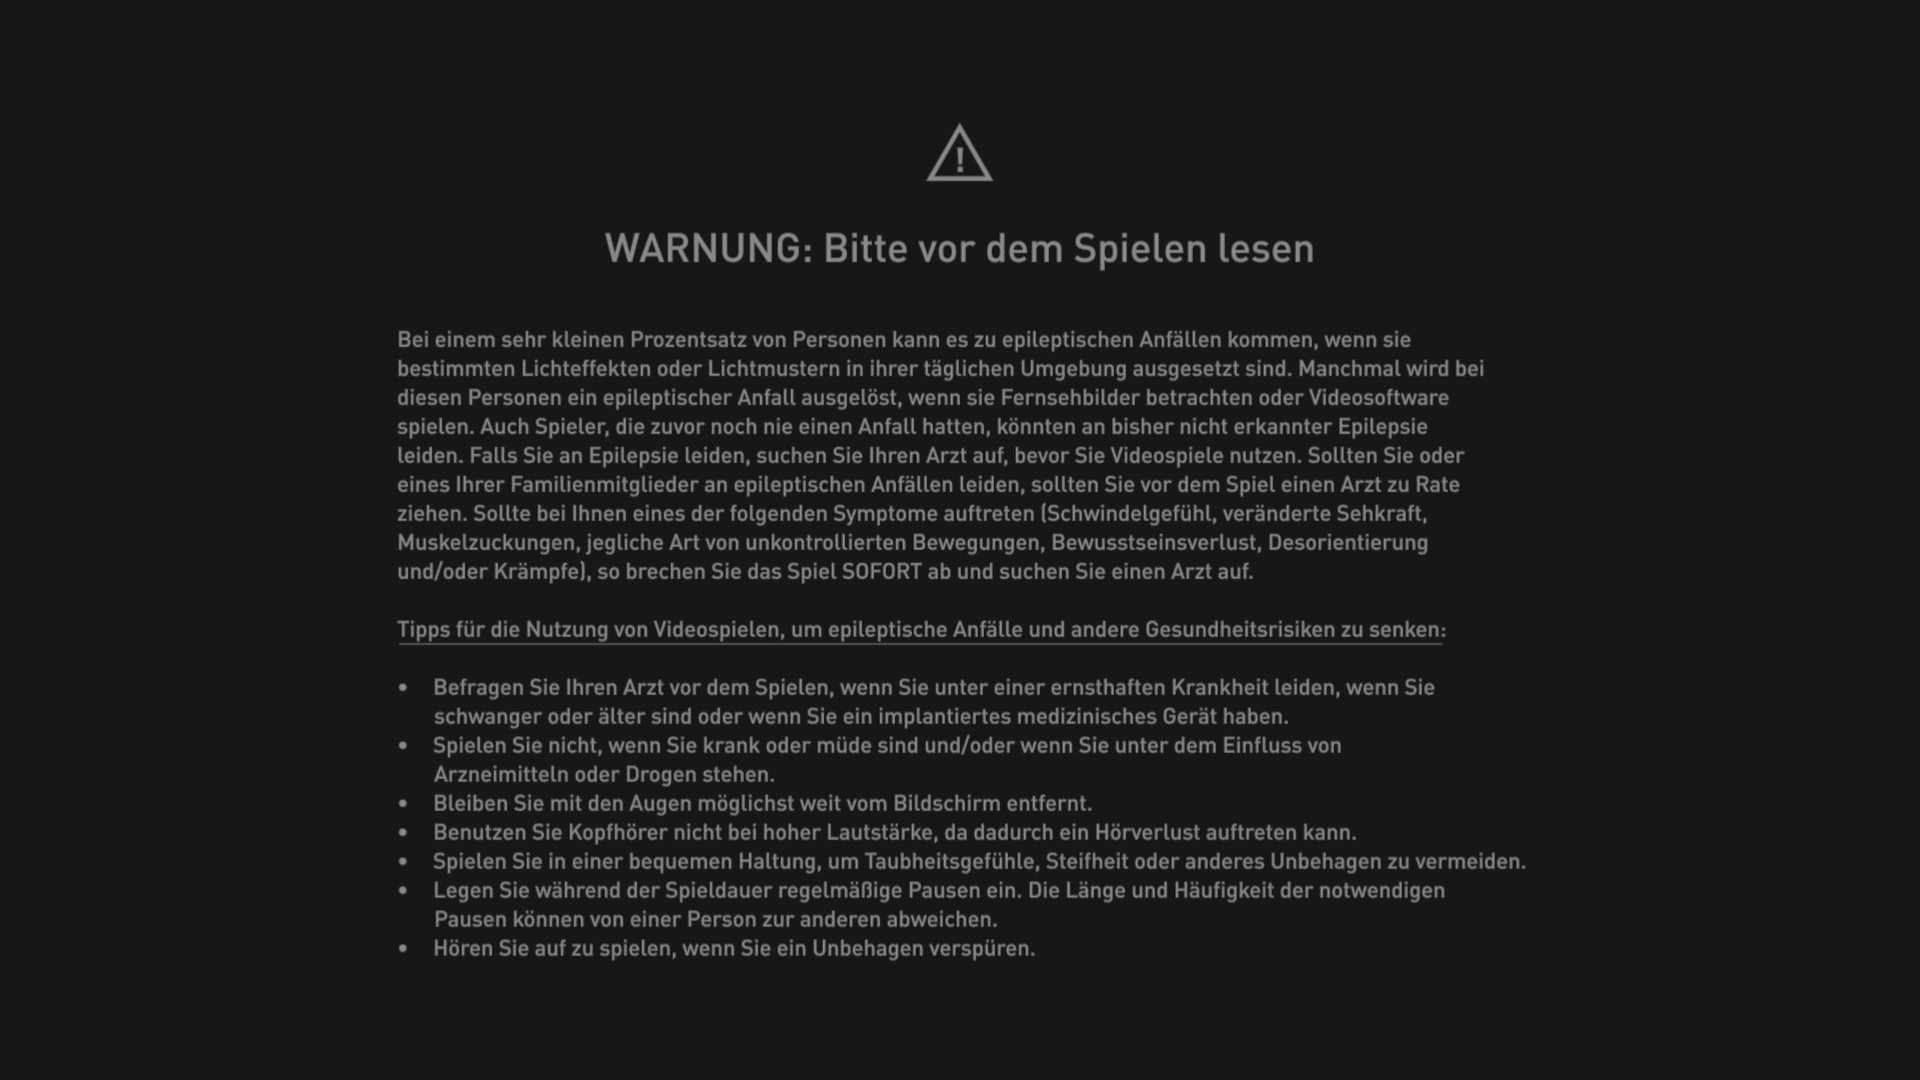 WARNUNG: Bitte vor dem Spielen lesen
Bei einem sehr kleinen Prozentsatz von Personen kann es zu epileptischen Anfällen kommen, wenn sie
bestimmten Lichteffekten oder Lichtmustern in ihrer täglichen Umgebung ausgesetzt sind. Manchmal wird bei
diesen Personen ein epileptischer Anfall ausgelöst, wenn sie Fernsehbilder betrachten oder Videosoftware
spielen. Auch Spieler, die zuvor noch nie einen Anfall hatten, könnten an bisher nicht erkannter Epilepsie
leiden. Falls Sie an Epilepsie leiden, suchen Sie Ihren Arzt auf, bevor Sie Videospiele nutzen. Sollten Sie oder
eines Ihrer Familienmitglieder an epileptischen Anfällen leiden, sollten Sie vor dem Spiel einen Arzt zu Rate
ziehen. Sollte bei Ihnen eines der folgenden Symptome auftreten (Schwindelgefühl, veränderte Sehkraft,
Muskelzuckungen, jegliche Art von unkontrollierten Bewegungen, Bewusstseinsverlust, Desorientierung
und/oder Krämpfe), so brechen Sie das Spiel SOFORT ab und suchen Sie einen Arzt auf.
Tipps für die Nutzung von Videospielen, um epileptische Anfälle und andere Gesundheitsrisiken zu senken:
• Befragen Sie Ihren Arzt vor dem Spielen, wenn Sie unter einer ernsthaften Krankheit leiden, wenn Sie
schwanger oder älter sind oder wenn Sie ein implantiertes medizinisches Gerät haben.
• Spielen Sie nicht, wenn Sie krank oder müde sind und/oder wenn Sie unter dem Einfluss von
Arzneimitteln oder Drogen stehen.
• Bleiben Sie mit den Augen möglichst weit vom Bildschirm entfernt.
• Benutzen Sie Kopfhörer nicht bei hoher Lautstärke, da dadurch ein Hörverlust auftreten kann.
• Spielen Sie in einer bequemen Haltung, um Taubheitsgefühle, Steifheit oder anderes Unbehagen zu vermeiden.
• Legen Sie während der Spieldauer regelmäßige Pausen ein. Die Länge und Häufigkeit der notwendigen
Pausen können von einer Person zur anderen abweichen.
• Hören Sie auf zu spielen, wenn Sie ein Unbehagen verspüren.